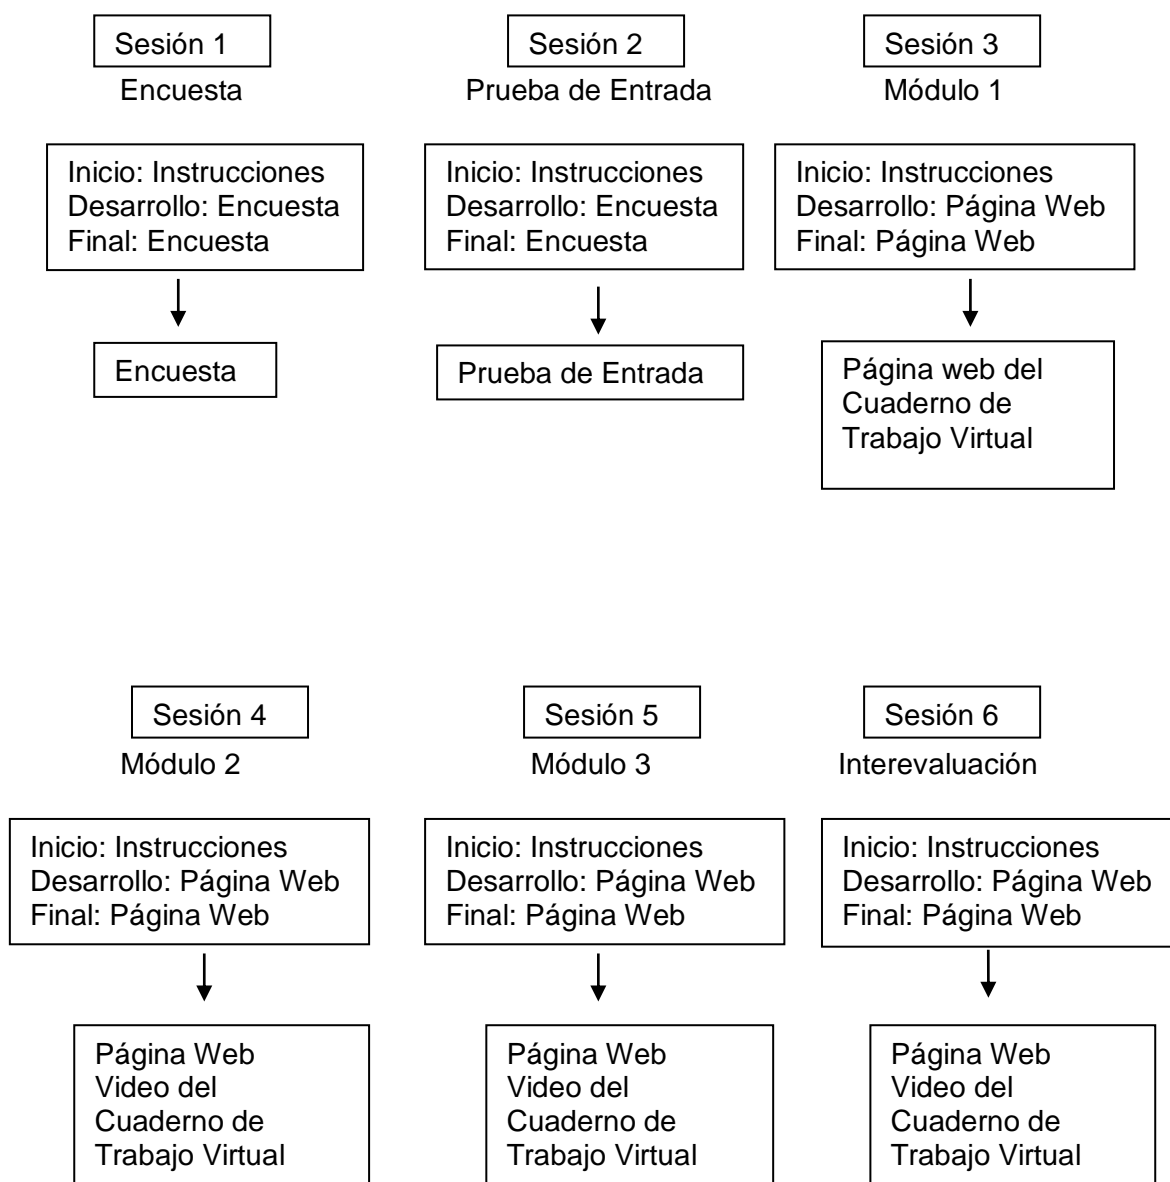 Sesión 1
Encuesta
Inicio: Instrucciones
Desarrollo: Encuesta
Final: Encuesta
Encuesta
Sesión 2
Prueba de Entrada
Inicio: Instrucciones
Desarrollo: Encuesta
Final: Encuesta
Prueba de Entrada
Sesión 3
Módulo 1
Inicio: Instrucciones
Desarrollo: Página Web
Final: Página Web
Página web del
Cuaderno de
Trabajo Virtual
Sesión 4
Módulo 2
Inicio: Instrucciones
Desarrollo: Página Web
Final: Página Web
Página Web
Video del
Cuaderno de
Trabajo Virtual
Sesión 5
Módulo 3
Inicio: Instrucciones
Desarrollo: Página Web
Final: Página Web
Página Web
Video del
Cuaderno de
Trabajo Virtual
Sesión 6
Interevaluación
Inicio: Instrucciones
Desarrollo: Página Web
Final: Página Web
Página Web
Video del
Cuaderno de
Trabajo Virtual